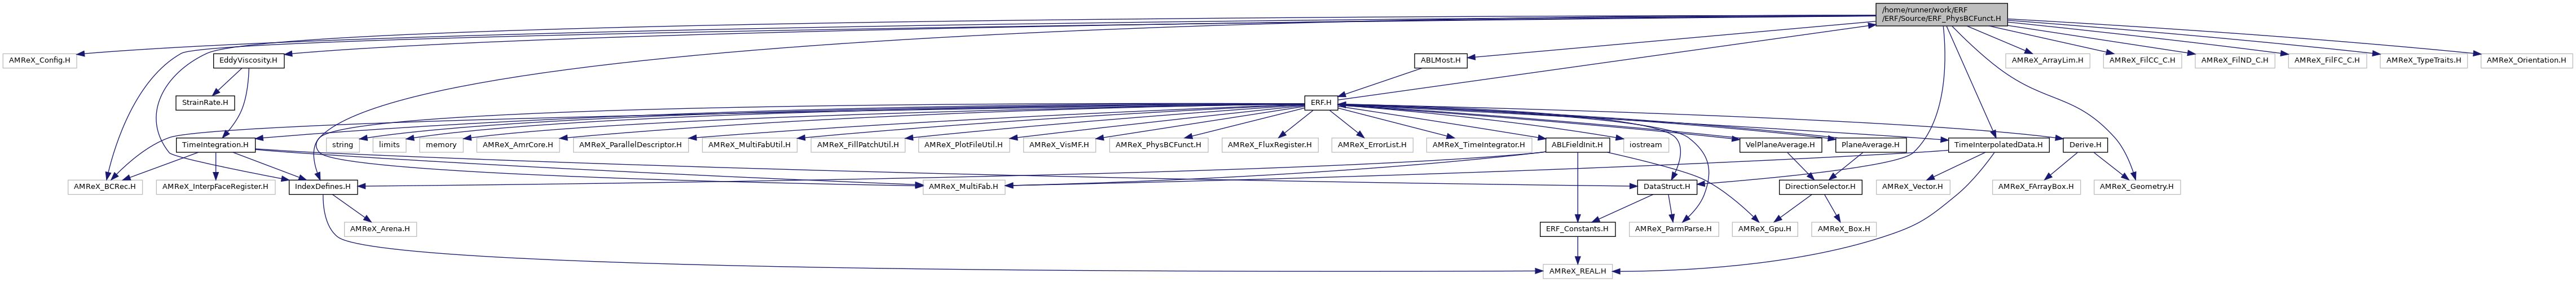 /home/runner/work/ERF
/ERF/Source/ERF_PhysBCFunct.H
AMReX_Config.H
EddyViscosity.H
ABLMost.H
AMReX_ArrayLim.H
AMReX_FilCC_C.H
AMReX_FilND_C.H
AMReX_FilFC_C.H
AMReX_TypeTraits.H
AMReX_Orientation.H
StrainRate.H
ERF.H
TimeIntegration.H
string
limits
memory
AMReX_AmrCore.H
AMReX_ParallelDescriptor.H
AMReX_MultiFabUtil.H
AMReX_FillPatchUtil.H
AMReX_PlotFileUtil.H
AMReX_VisMF.H
AMReX_PhysBCFunct.H
AMReX_FluxRegister.H
AMReX_ErrorList.H
AMReX_TimeIntegrator.H
ABLFieldInit.H
iostream
VelPlaneAverage.H
PlaneAverage.H
TimeInterpolatedData.H
Derive.H
AMReX_BCRec.H
AMReX_InterpFaceRegister.H
IndexDefines.H
AMReX_MultiFab.H
DataStruct.H
DirectionSelector.H
AMReX_Vector.H
AMReX_FArrayBox.H
AMReX_Geometry.H
AMReX_Arena.H
ERF_Constants.H
AMReX_ParmParse.H
AMReX_Gpu.H
AMReX_Box.H
AMReX_REAL.H